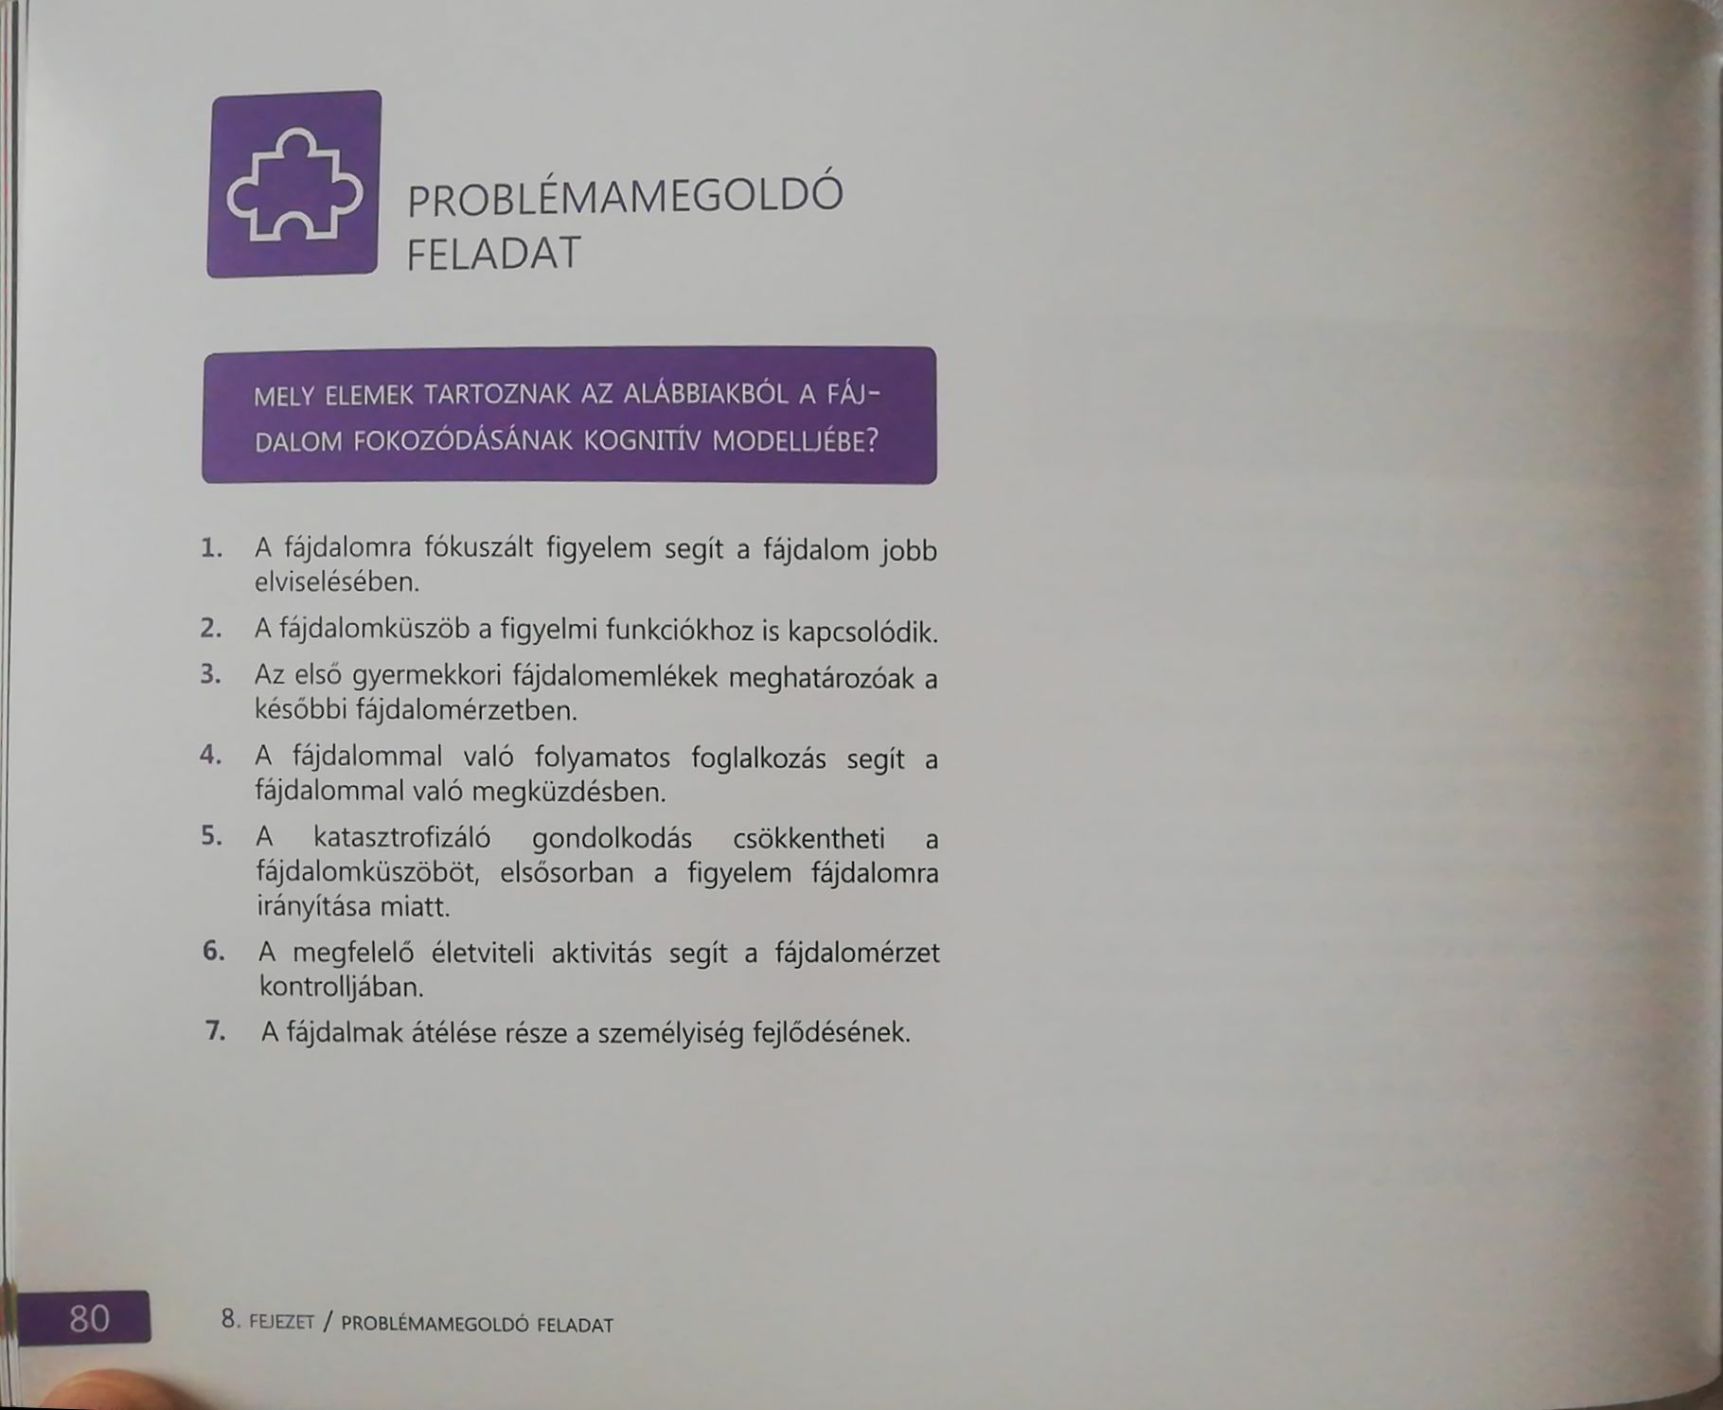 PROBLÉMAMEGOLDÓ
FELADAT
MELY ELEMEK TARTOZNAK AZ ALÁBBIAKBÓL A FÁJ-
DALOM FOKOZÓDÁSÁNAK KOGNITÍV MODELLJÉBE?
1. A fájdalomra fókuszált figyelem segít a fájdalom jobb
elviselésében.
2. A fájdalomküszöb a figyelmi funkciókhoz is kapcsolódik.
3. Az első gyermekkori fájdalomemlékek meghatározóak a
későbbi fájdalomérzetben.
4. A fájdalommal való folyamatos foglalkozás segít a
fájdalommal való megküzdésben.
5. A katasztrofizáló gondolkodás csökkentheti a
fájdalomküszöböt, elsősorban a figyelem fájdalomra
irányítása miatt.
6. A megfelelő életviteli aktivitás segít a fájdalomérzet
kontrolljában.
7. A fájdalmak átélése része a személyiség fejlődésének.
80 8. FEJEZET / PROBLÉMAMEGOLDÓ FELADAT